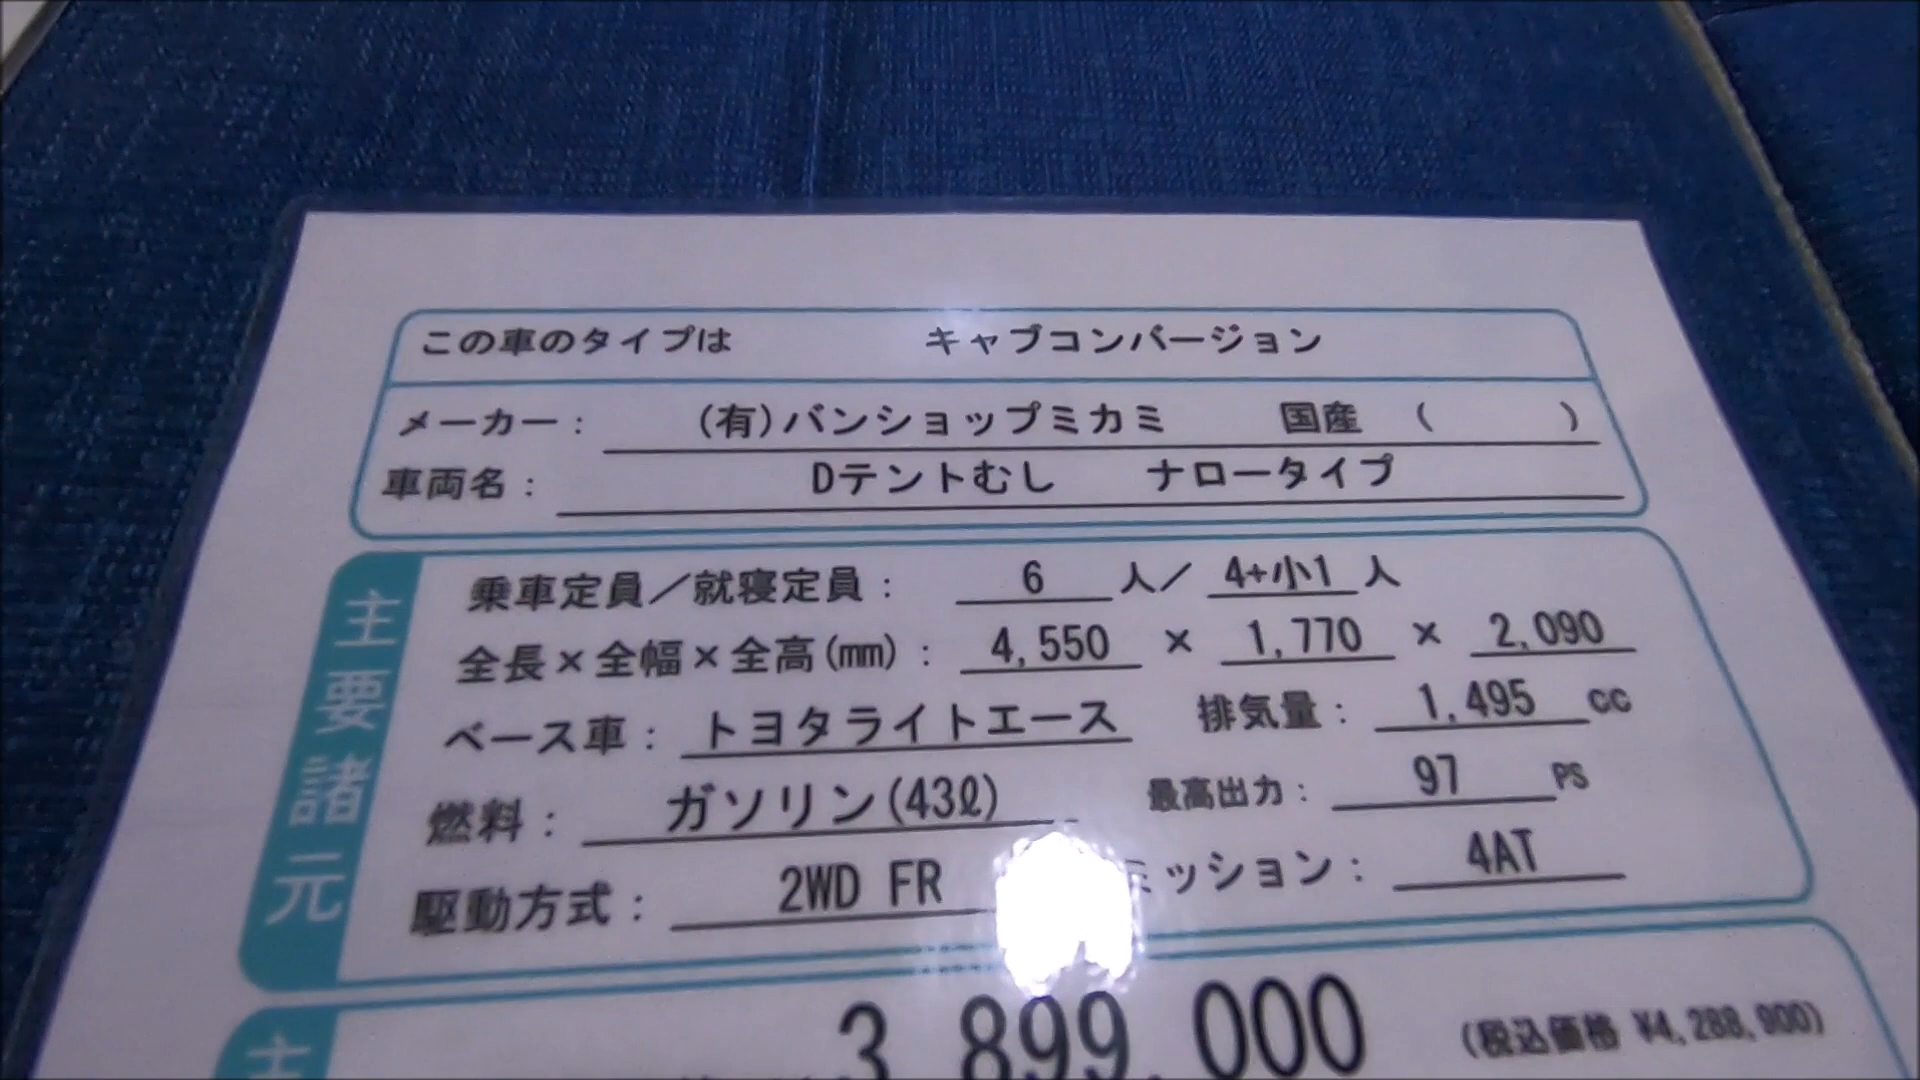 この車のタイプは キャブコンバージョン
メーカー： (有)バンショップミカミ 国産 ( )
車両名： Dテントむし ナロータイプ
主要諸元
乗車定員／就寝定員： 6 人／ 4+小1 人
全長×全幅×全高(mm)： 4,550 × 1,770 × 2,090
ベース車： トヨタライトエース 排気量： 1,495 cc
燃料： ガソリン(43ℓ) 最高出力： 97 PS
駆動方式： 2WD FR ミッション： 4AT
3,899,000 (税込価格 ¥4,288,900)